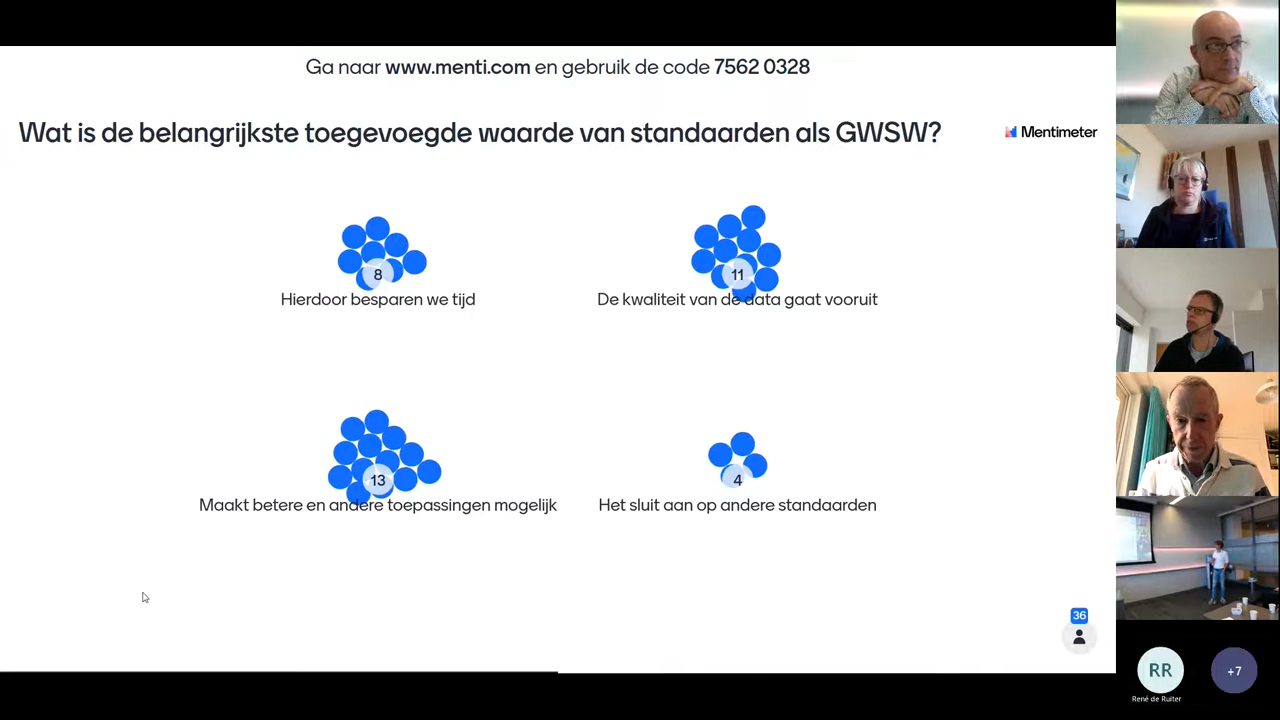 Ga naar www.menti.com en gebruik de code 7562 0328
Wat is de belangrijkste toegevoegde waarde van standaarden als GWSW?
Mentimeter
8
Hierdoor besparen we tijd
11
De kwaliteit van de data gaat vooruit
13
Maakt betere en andere toepassingen mogelijk
4
Het sluit aan op andere standaarden
36
RR
René de Ruiter
+7